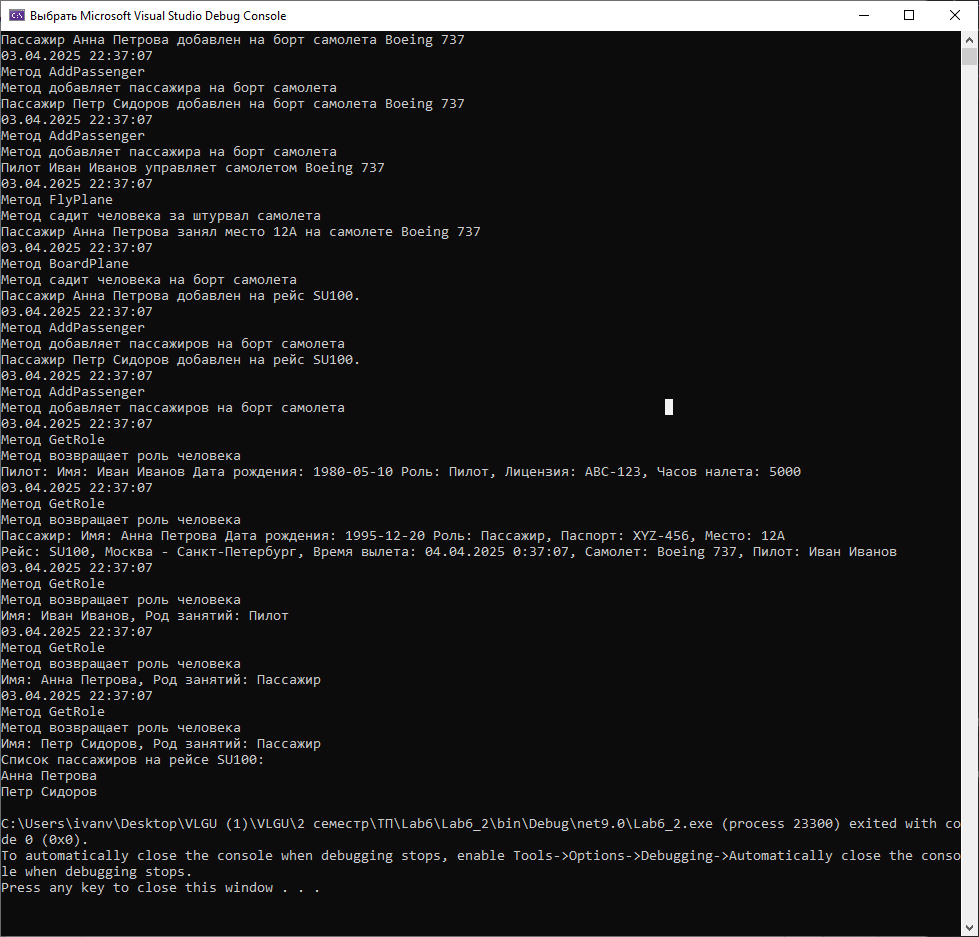 Выбрать Microsoft Visual Studio Debug Console
Пассажир Анна Петрова добавлен на борт самолета Boeing 737
03.04.2025 22:37:07
Метод AddPassenger
Метод добавляет пассажира на борт самолета
Пассажир Петр Сидоров добавлен на борт самолета Boeing 737
03.04.2025 22:37:07
Метод AddPassenger
Метод добавляет пассажира на борт самолета
Пилот Иван Иванов управляет самолетом Boeing 737
03.04.2025 22:37:07
Метод FlyPlane
Метод садит человека за штурвал самолета
Пассажир Анна Петрова занял место 12A на самолете Boeing 737
03.04.2025 22:37:07
Метод BoardPlane
Метод садит человека на борт самолета
Пассажир Анна Петрова добавлен на рейс SU100.
03.04.2025 22:37:07
Метод AddPassenger
Метод добавляет пассажиров на борт самолета
Пассажир Петр Сидоров добавлен на рейс SU100.
03.04.2025 22:37:07
Метод AddPassenger
Метод добавляет пассажиров на борт самолета
03.04.2025 22:37:07
Метод GetRole
Метод возвращает роль человека
Пилот: Имя: Иван Иванов Дата рождения: 1980-05-10 Роль: Пилот, Лицензия: ABC-123, Часов налета: 5000
03.04.2025 22:37:07
Метод GetRole
Метод возвращает роль человека
Пассажир: Имя: Анна Петрова Дата рождения: 1995-12-20 Роль: Пассажир, Паспорт: XYZ-456, Место: 12A
Рейс: SU100, Москва - Санкт-Петербург, Время вылета: 04.04.2025 0:37:07, Самолет: Boeing 737, Пилот: Иван Иванов
03.04.2025 22:37:07
Метод GetRole
Метод возвращает роль человека
Имя: Иван Иванов, Род занятий: Пилот
03.04.2025 22:37:07
Метод GetRole
Метод возвращает роль человека
Имя: Анна Петрова, Род занятий: Пассажир
03.04.2025 22:37:07
Метод GetRole
Метод возвращает роль человека
Имя: Петр Сидоров, Род занятий: Пассажир
Список пассажиров на рейсе SU100:
Анна Петрова
Петр Сидоров
C:\Users\ivanv\Desktop\VLGU (1)\VLGU\2 семестр\ТП\Lab6\Lab6_2\bin\Debug\net9.0\Lab6_2.exe (process 23300) exited with co
de 0 (0x0).
To automatically close the console when debugging stops, enable Tools->Options->Debugging->Automatically close the conso
le when debugging stops.
Press any key to close this window . . .